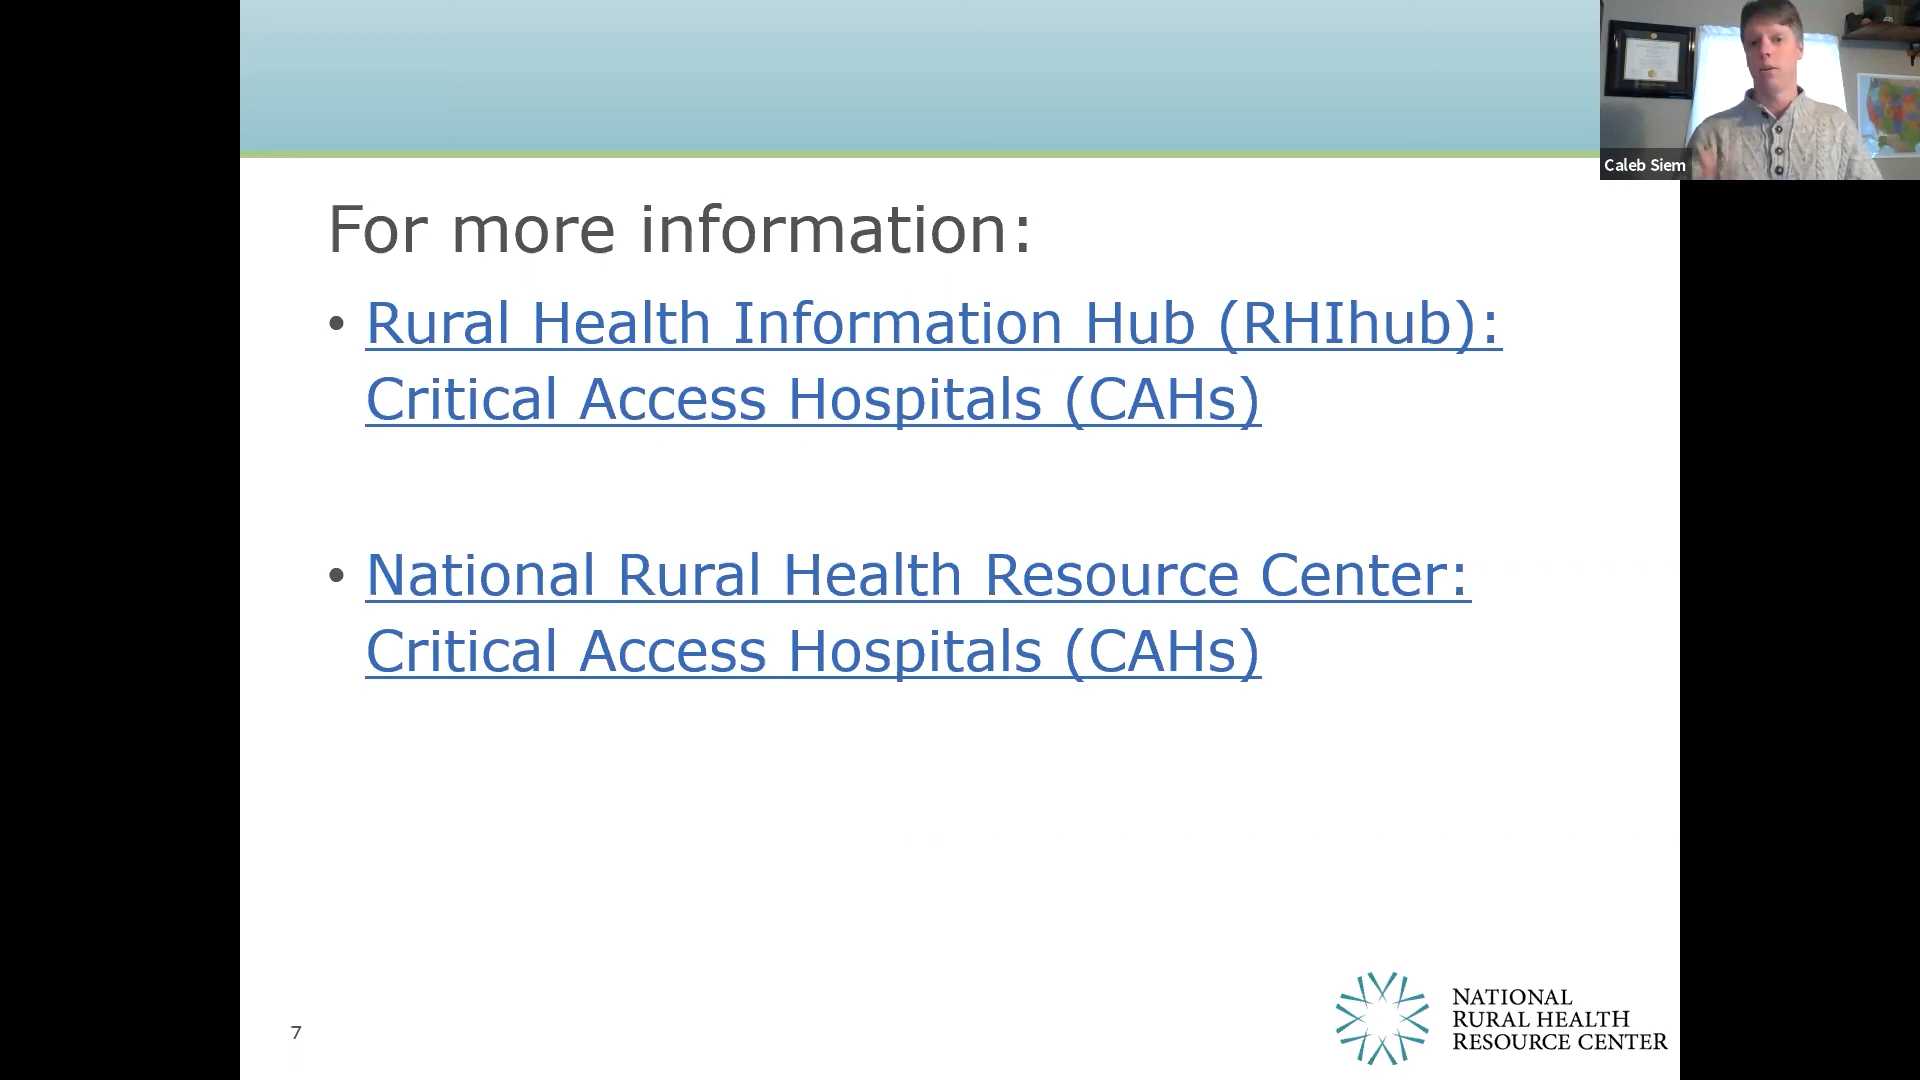 Caleb Siem
For more information:
• Rural Health Information Hub (RHIhub):
Critical Access Hospitals (CAHs)
• National Rural Health Resource Center:
Critical Access Hospitals (CAHs)
7
NATIONAL
RURAL HEALTH
RESOURCE CENTER